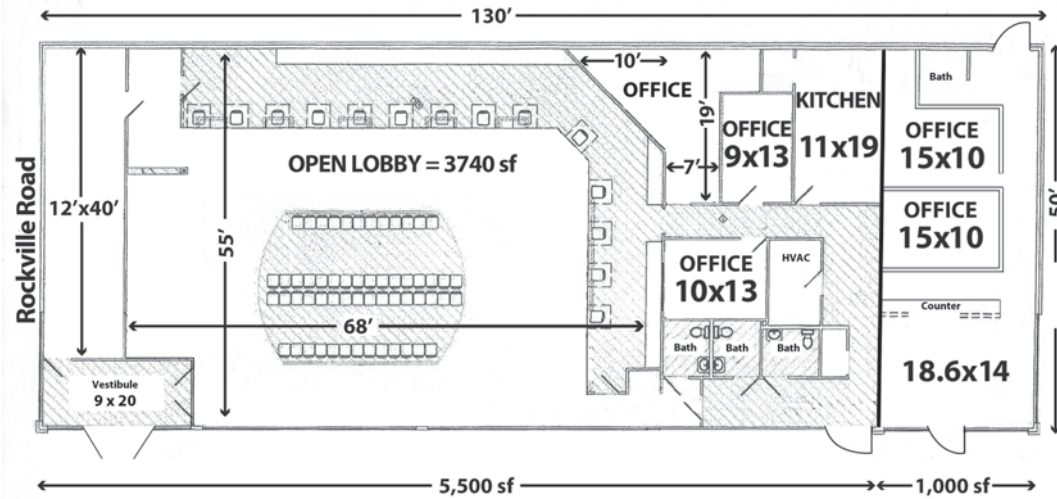 130’
10’
OFFICE
19’
7’
OFFICE
9x13
KITCHEN
11x19
Bath
OFFICE
15x10
OFFICE
15x10
50’
Rockville Road
12’x40’
55’
OPEN LOBBY = 3740 sf
68’
OFFICE
10x13
HVAC
Bath
Bath
Bath
Counter
18.6x14
Vestibule
9 x 20
5,500 sf
1,000 sf